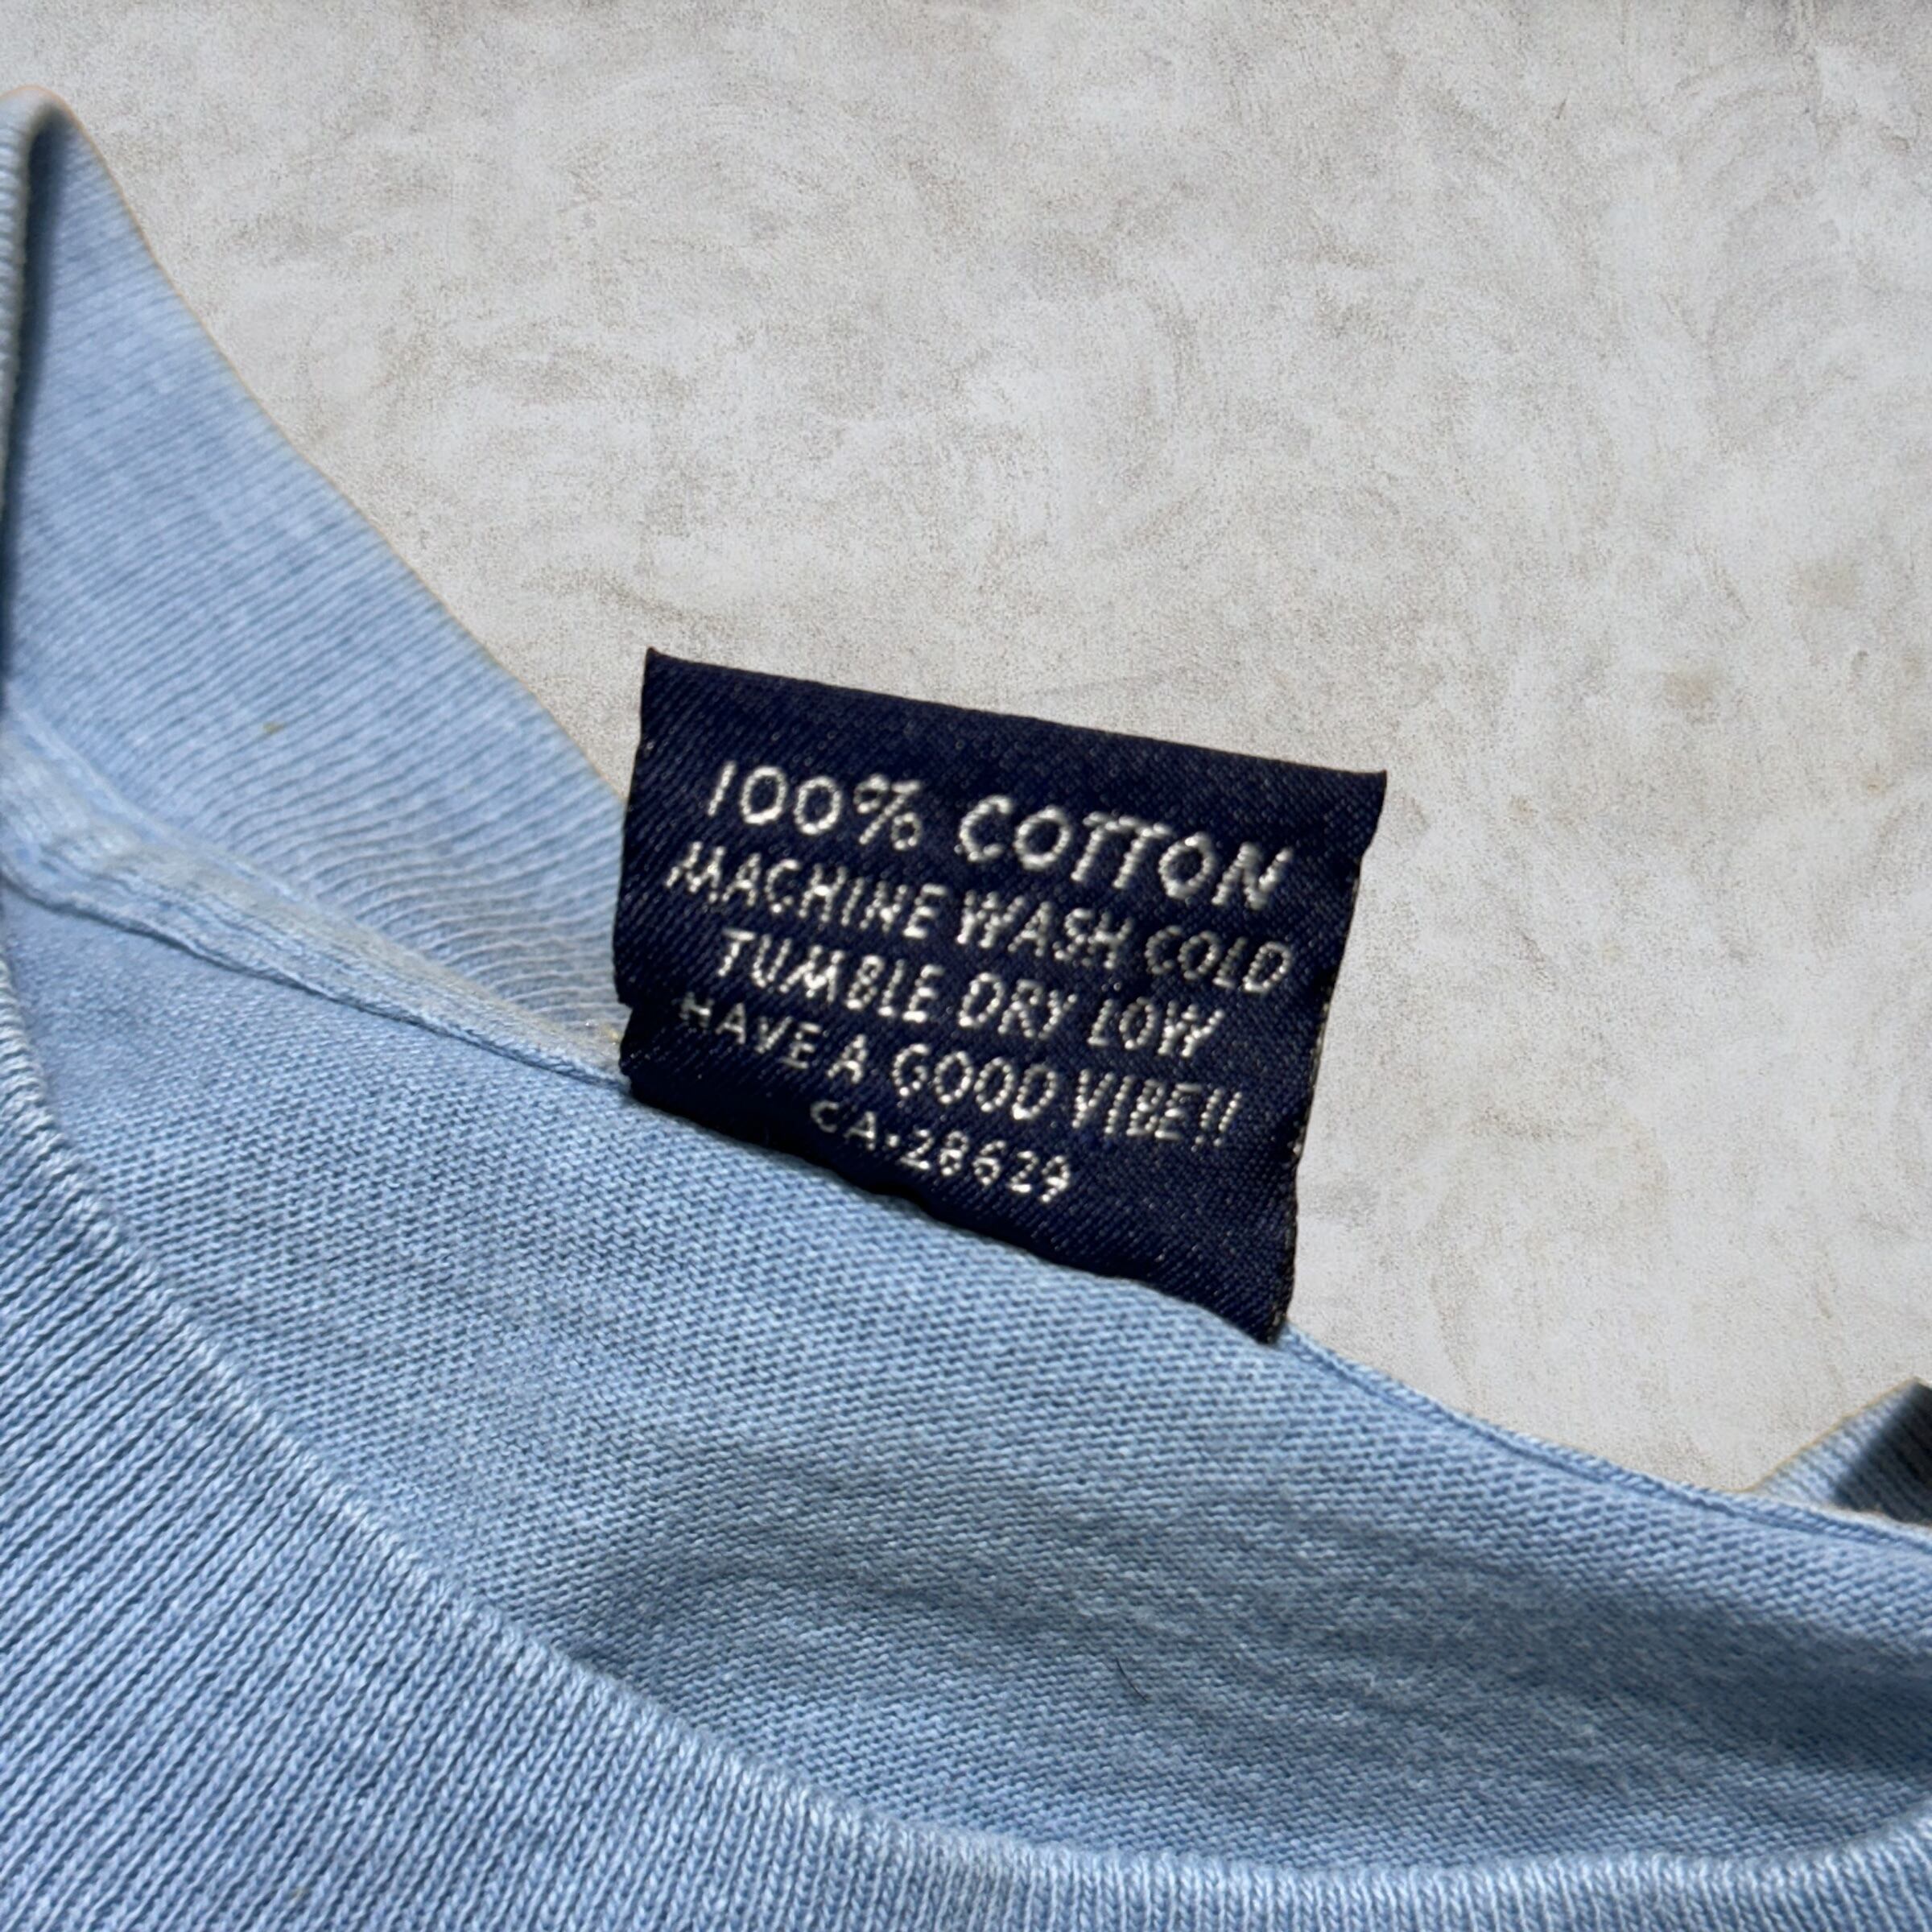 100% COTTON
MACHINE WASH COLD
TUMBLE DRY LOW
HAVE A GOOD VIBE!!
CA•28629